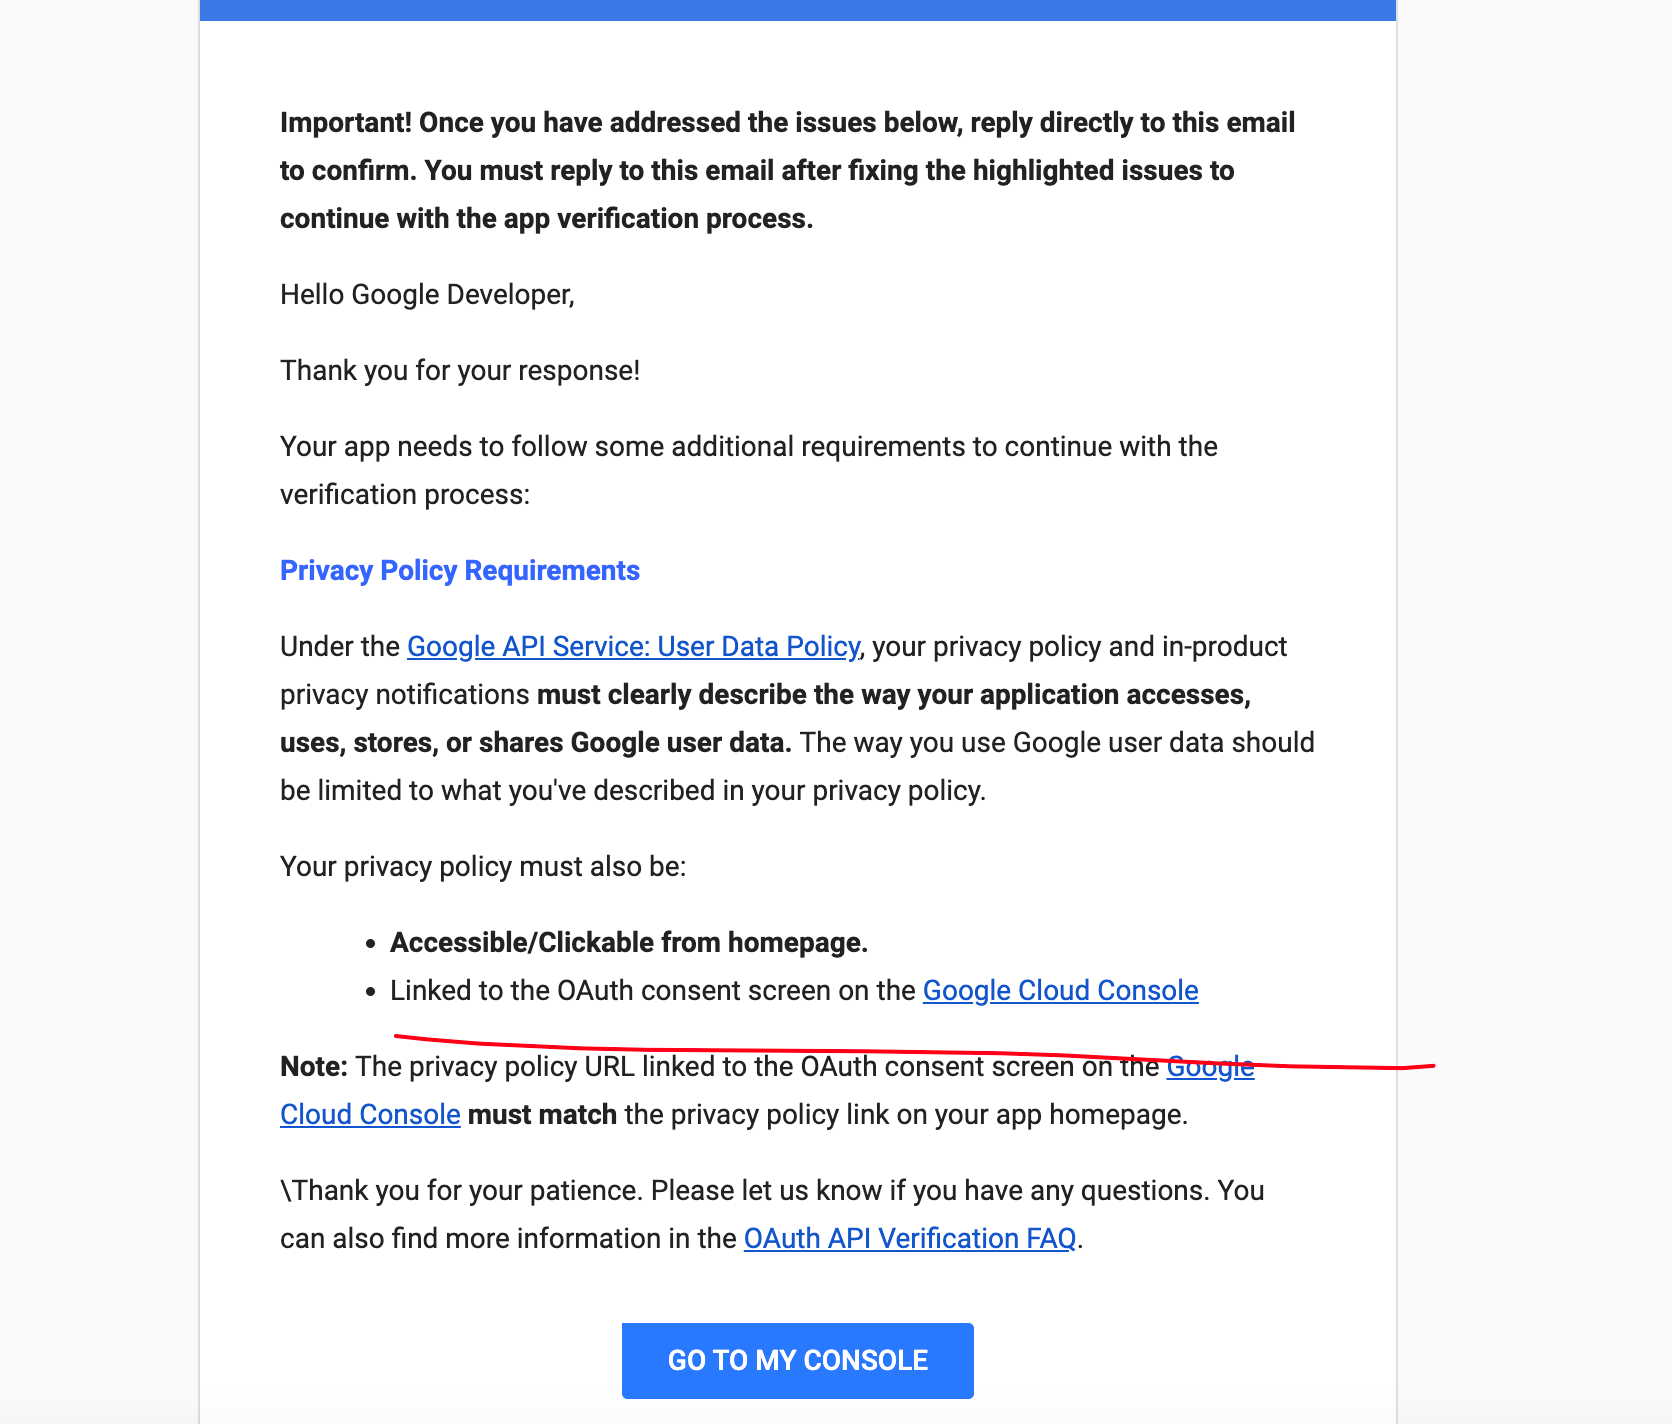 Important! Once you have addressed the issues below, reply directly to this email
to confirm. You must reply to this email after fixing the highlighted issues to
continue with the app verification process.
Hello Google Developer,
Thank you for your response!
Your app needs to follow some additional requirements to continue with the
verification process:
Privacy Policy Requirements
Under the Google API Service: User Data Policy, your privacy policy and in-product
privacy notifications must clearly describe the way your application accesses,
uses, stores, or shares Google user data. The way you use Google user data should
be limited to what you've described in your privacy policy.
Your privacy policy must also be:
• Accessible/Clickable from homepage.
• Linked to the OAuth consent screen on the Google Cloud Console
Note: The privacy policy URL linked to the OAuth consent screen on the Google
Cloud Console must match the privacy policy link on your app homepage.
\Thank you for your patience. Please let us know if you have any questions. You
can also find more information in the OAuth API Verification FAQ.
GO TO MY CONSOLE